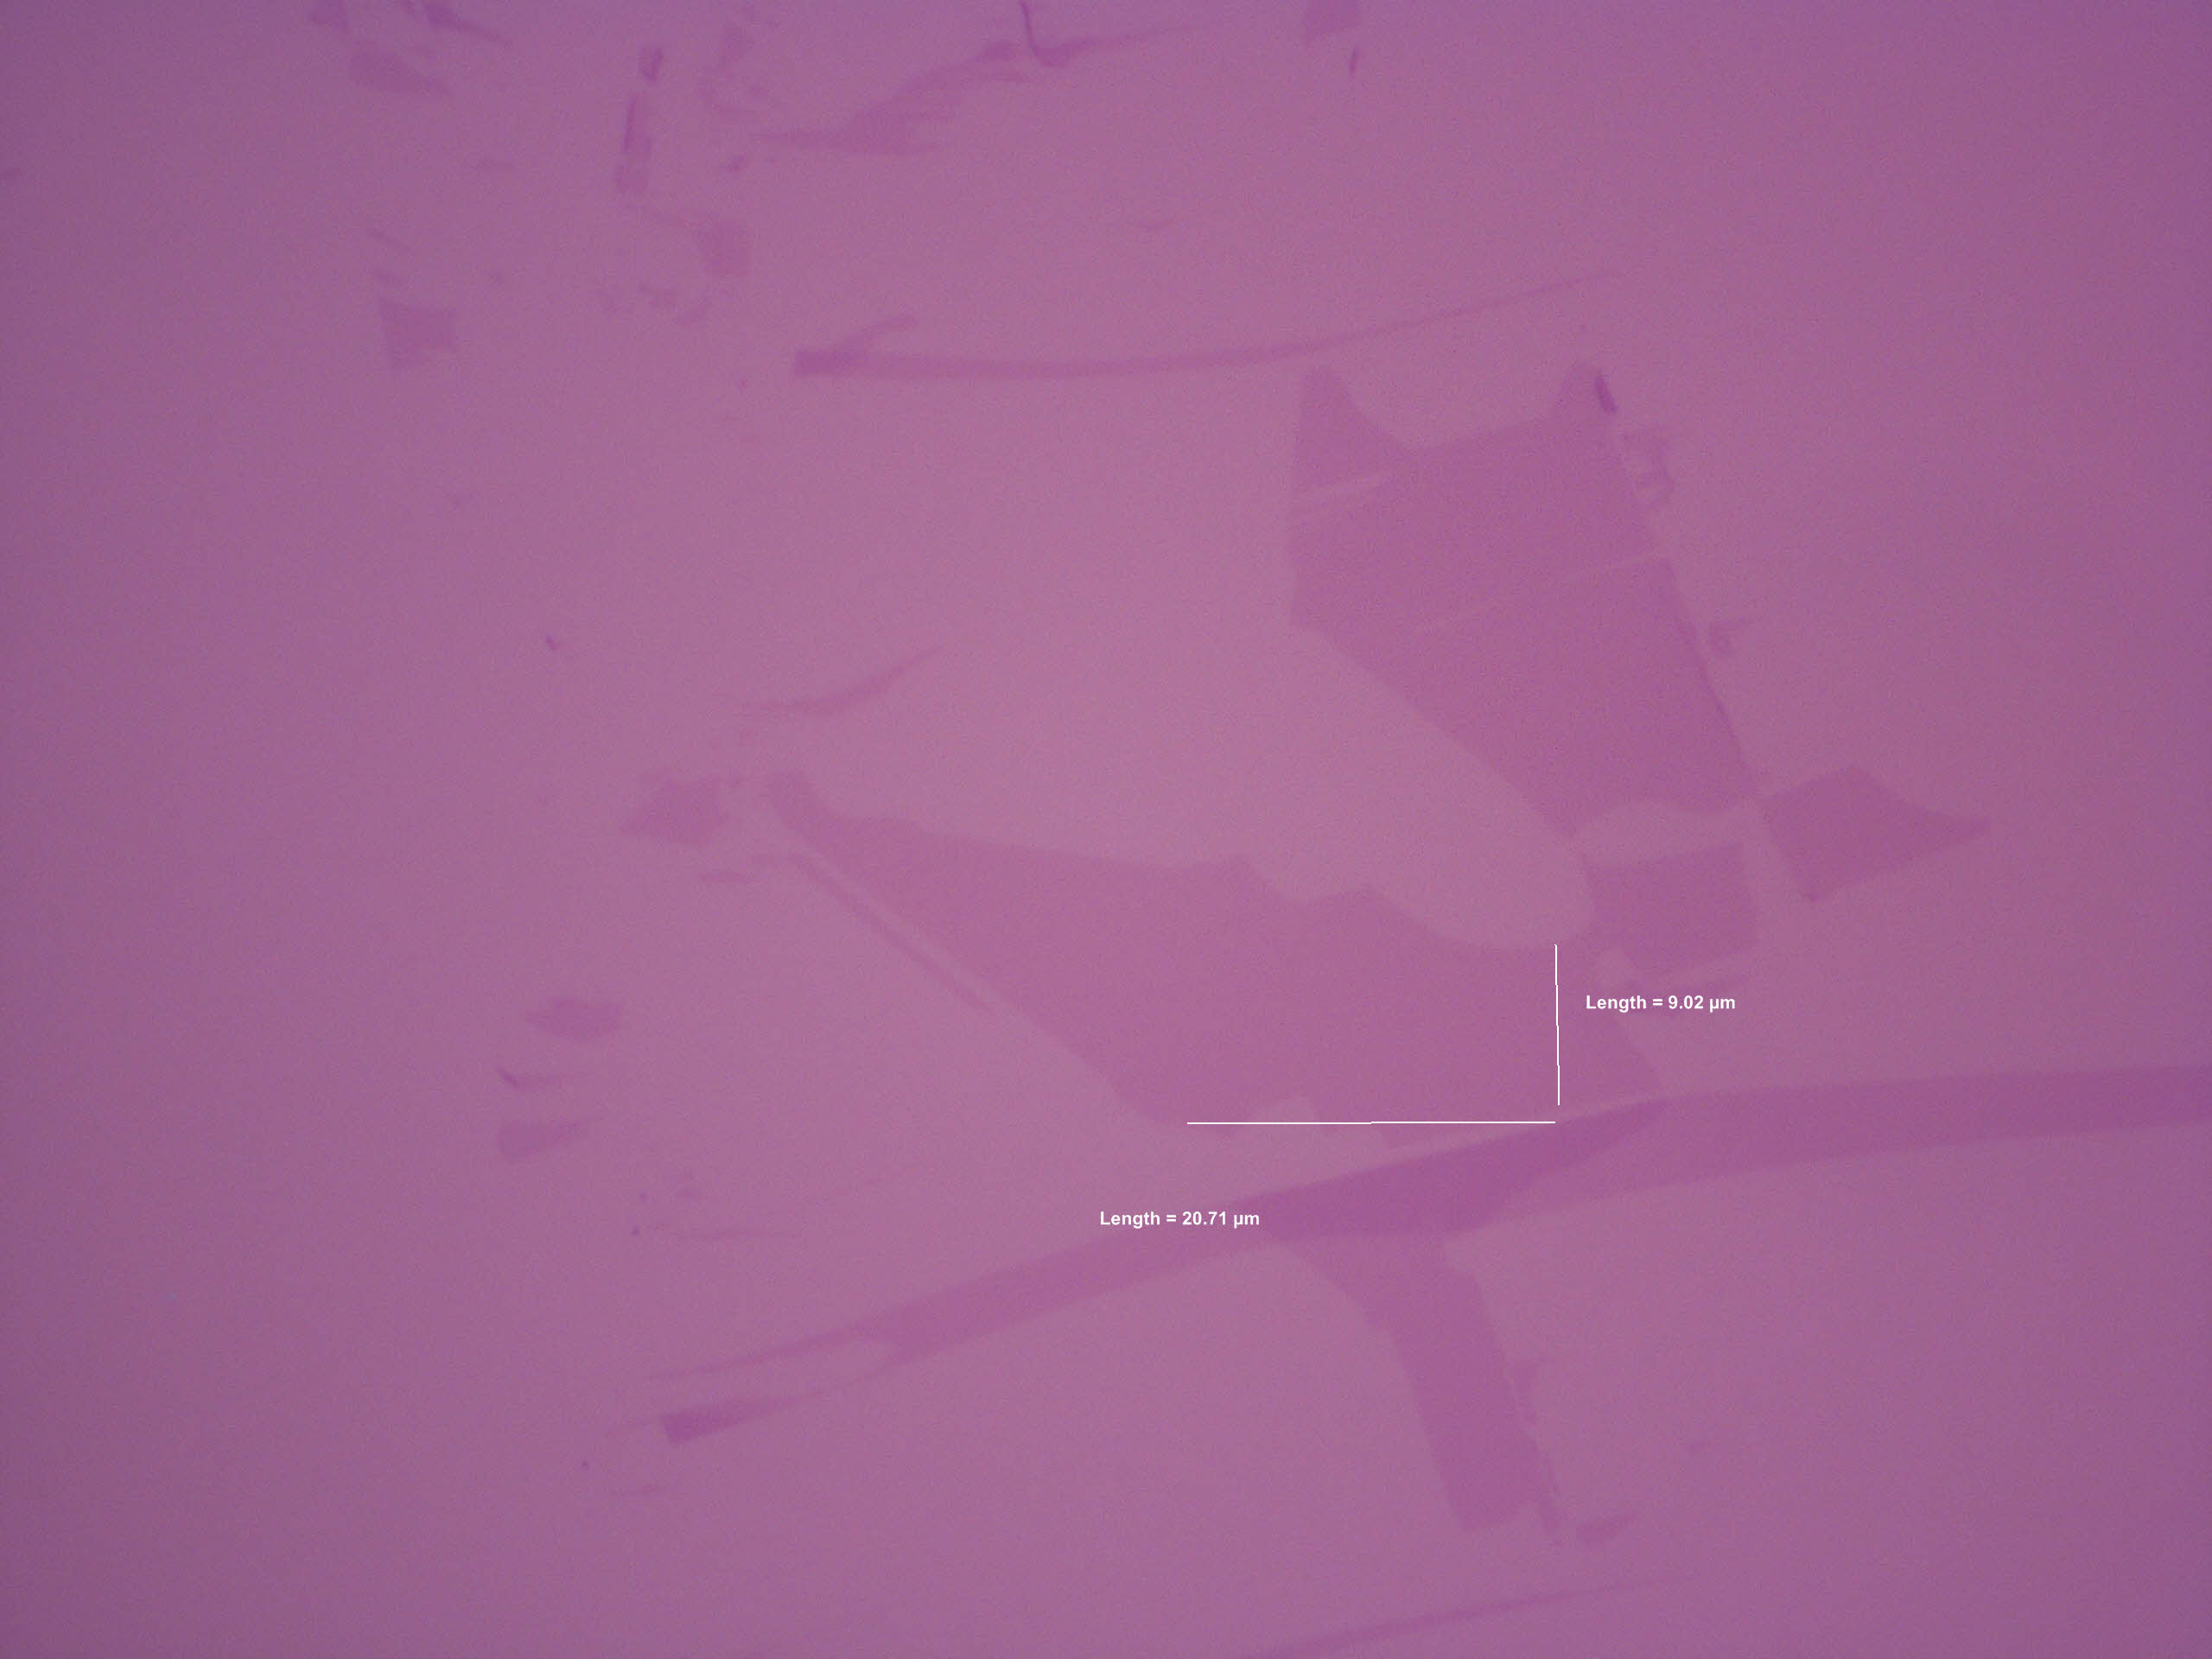 Length = 9.02 µm
Length = 20.71 µm